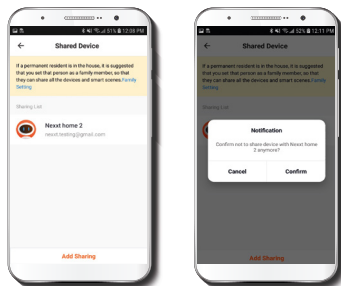 51% 12:08 PM
Shared Device
If a permanent resident is in the house, it is suggested
that you set that person as a family member, so that
they can share all the devices and smart scenes.Family
Setting
Sharing List
Nexxt home 2
nexxt.testing@gmail.com
Add Sharing
52% 12:11 PM
Shared Device
If a permanent resident is in the house, it is suggested
that you set that person as a family member, so that
they can share all the devices and smart scenes.Family
Setting
Sharing List
Notification
Confirm not to share device with Nexxt home
2 anymore?
Cancel
Confirm
Add Sharing